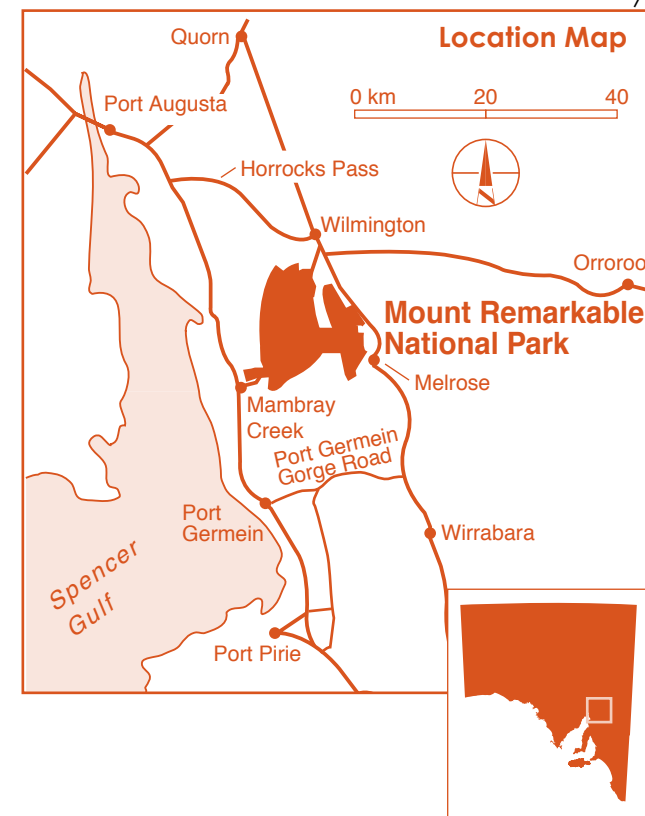 Quorn
Location Map
0 km 20 40
Port Augusta
Horrocks Pass
Wilmington
Orroroo
Mount Remarkable
National Park
Melrose
Mambray
Creek
Port Germein
Gorge Road
Port
Germein
Wirrabara
Spencer
Gulf
Port Pirie